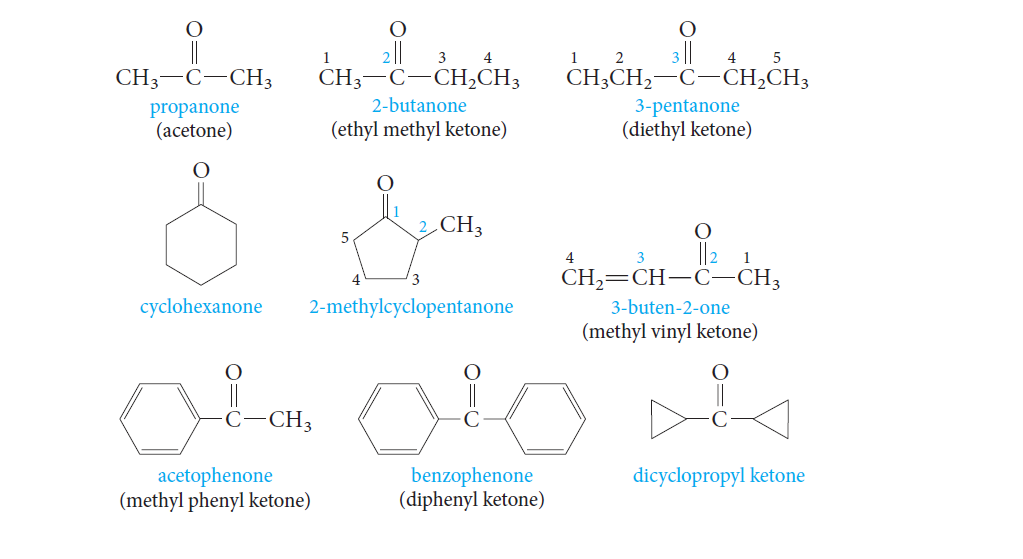 O O O
1 2 3 4 1 2 3 4 5
CH₃—C—CH₃ CH₃—C—CH₂CH₃ CH₃CH₂—C—CH₂CH₃
propanone 2-butanone 3-pentanone
(acetone) (ethyl methyl ketone) (diethyl ketone)
O O
1
2 CH₃
5
4 3
O
4 3 2 1
CH₂=CH—C—CH₃
cyclohexanone 2-methylcyclopentanone 3-buten-2-one
(methyl vinyl ketone)
O O O
C—CH₃ C C
acetophenone benzophenone dicyclopropyl ketone
(methyl phenyl ketone) (diphenyl ketone)